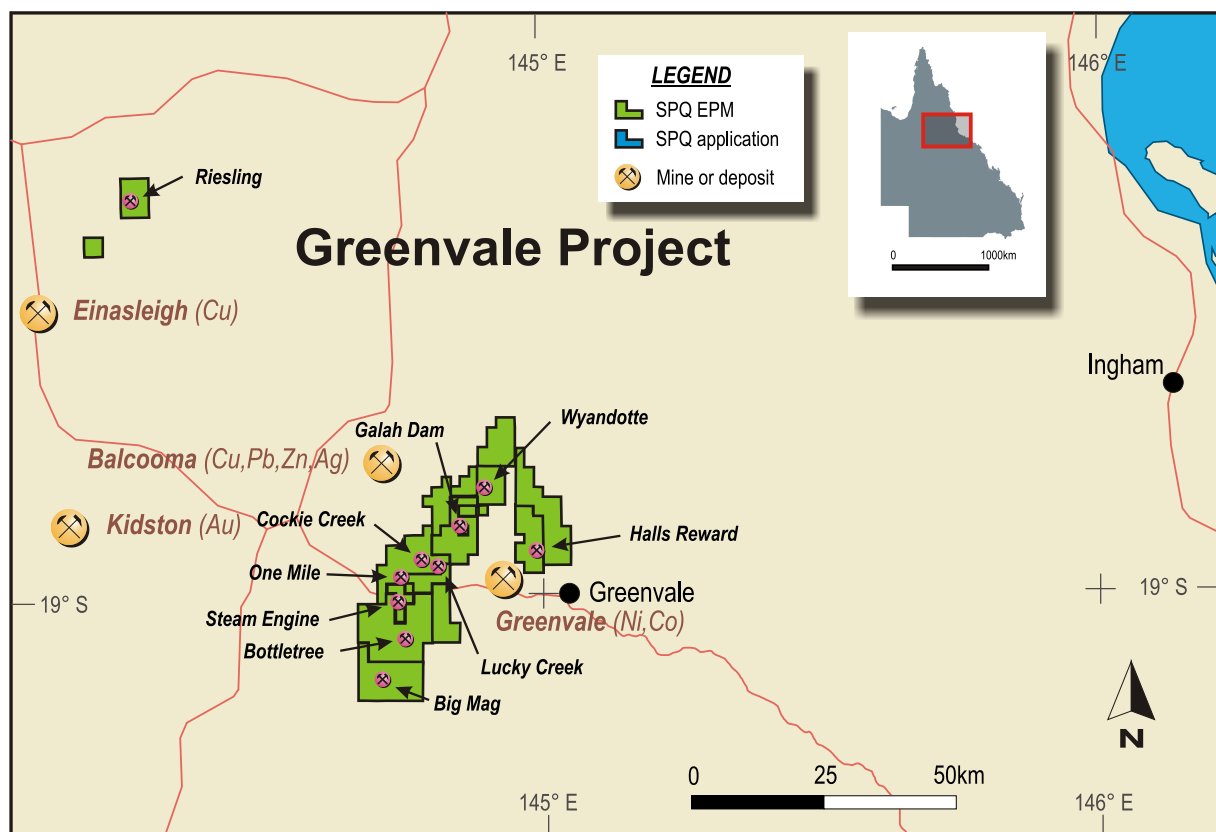 145° E
146° E
LEGEND
SPQ EPM
SPQ application
Mine or deposit
0
1000km
Riesling
Greenvale Project
Einasleigh (Cu)
Ingham
Wyandotte
Galah Dam
Balcooma (Cu,Pb,Zn,Ag)
Cockie Creek
Kidston (Au)
Halls Reward
One Mile
19° S
Greenvale
19° S
Steam Engine
Greenvale (Ni,Co)
Bottletree
Lucky Creek
Big Mag
N
0
25
50km
145° E
146° E